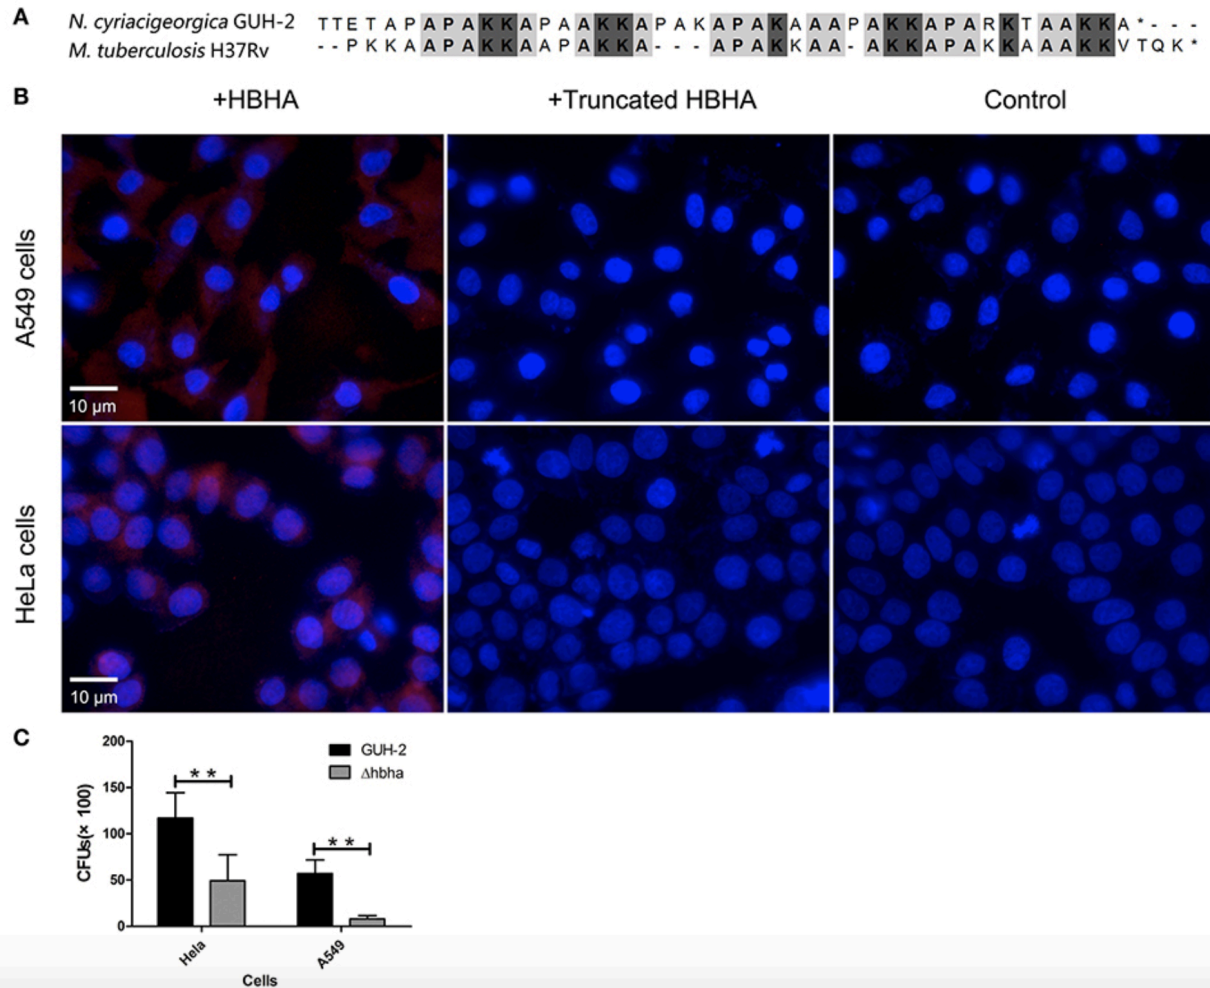 A
N. cyriacigeorgica GUH-2 TTETAPAPAKKAPAAKKAPAKAPAKAAAPAKKAPARKTAAKKA*---
M. tuberculosis H37Rv --PKKAAPAKKAAPAKKA---APAKKAA-AKKAPAKKAAAKKVTQK*
B
+HBHA
+Truncated HBHA
Control
A549 cells
10 µm
HeLa cells
10 µm
C
GUH-2
Δhbha
CFUs(× 100)
200
150
100
50
0
**
**
Hela
A549
Cells